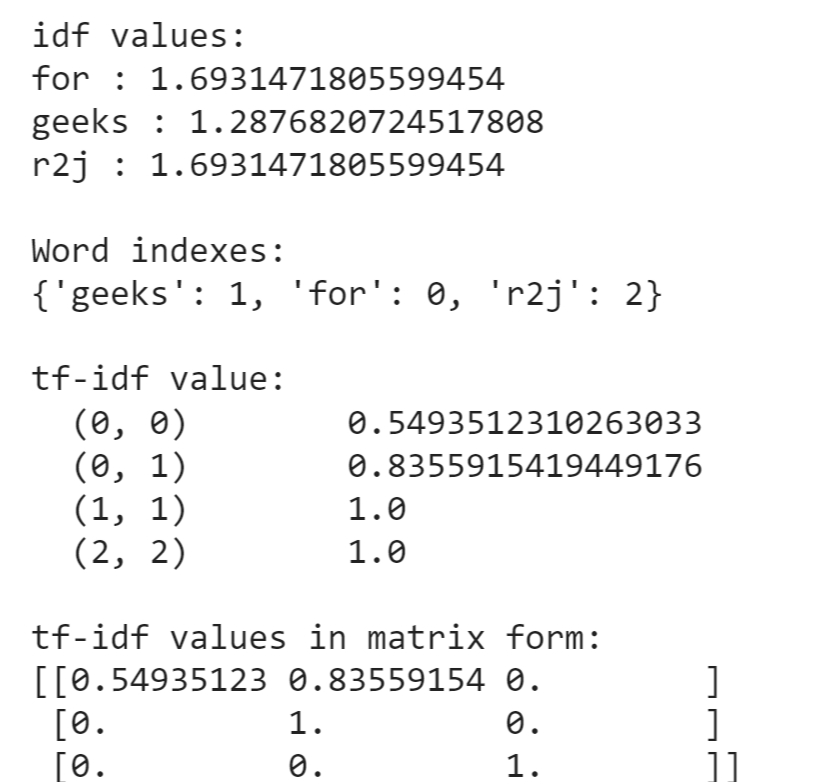 idf values:
for : 1.6931471805599454
geeks : 1.2876820724517808
r2j : 1.6931471805599454
Word indexes:
{'geeks': 1, 'for': 0, 'r2j': 2}
tf-idf value:
(0, 0) 0.5493512310263033
(0, 1) 0.8355915419449176
(1, 1) 1.0
(2, 2) 1.0
tf-idf values in matrix form:
[[0.54935123 0.83559154 0. ]
[0. 1. 0. ]
[0. 0. 1. ]]